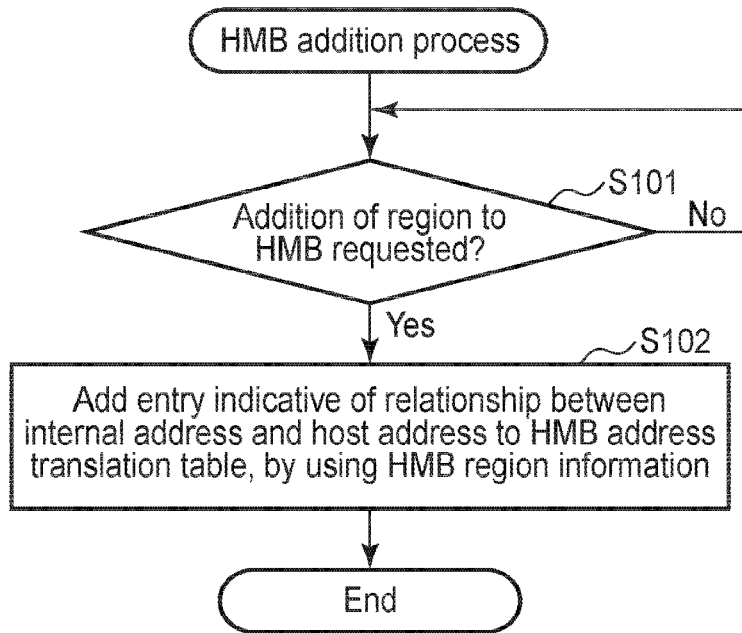 HMB addition process
S101
Addition of region to
HMB requested?
No
Yes
S102
Add entry indicative of relationship between
internal address and host address to HMB address
translation table, by using HMB region information
End